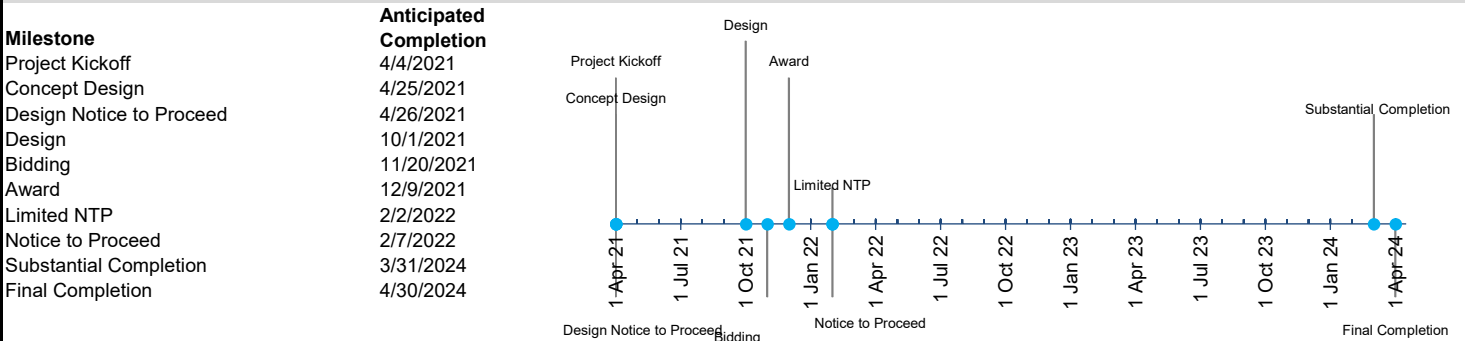 Milestone Anticipated Completion
Project Kickoff 4/4/2021
Concept Design 4/25/2021
Design Notice to Proceed 4/26/2021
Design 10/1/2021
Bidding 11/20/2021
Award 12/9/2021
Limited NTP 2/2/2022
Notice to Proceed 2/7/2022
Substantial Completion 3/31/2024
Final Completion 4/30/2024
Design
Project Kickoff
Award
Concept Design
Substantial Completion
Limited NTP
1 Apr 21
1 Jul 21
1 Oct 21
1 Jan 22
1 Apr 22
1 Jul 22
1 Oct 22
1 Jan 23
1 Apr 23
1 Jul 23
1 Oct 23
1 Jan 24
1 Apr 24
Design Notice to Proceed
Bidding
Notice to Proceed
Final Completion